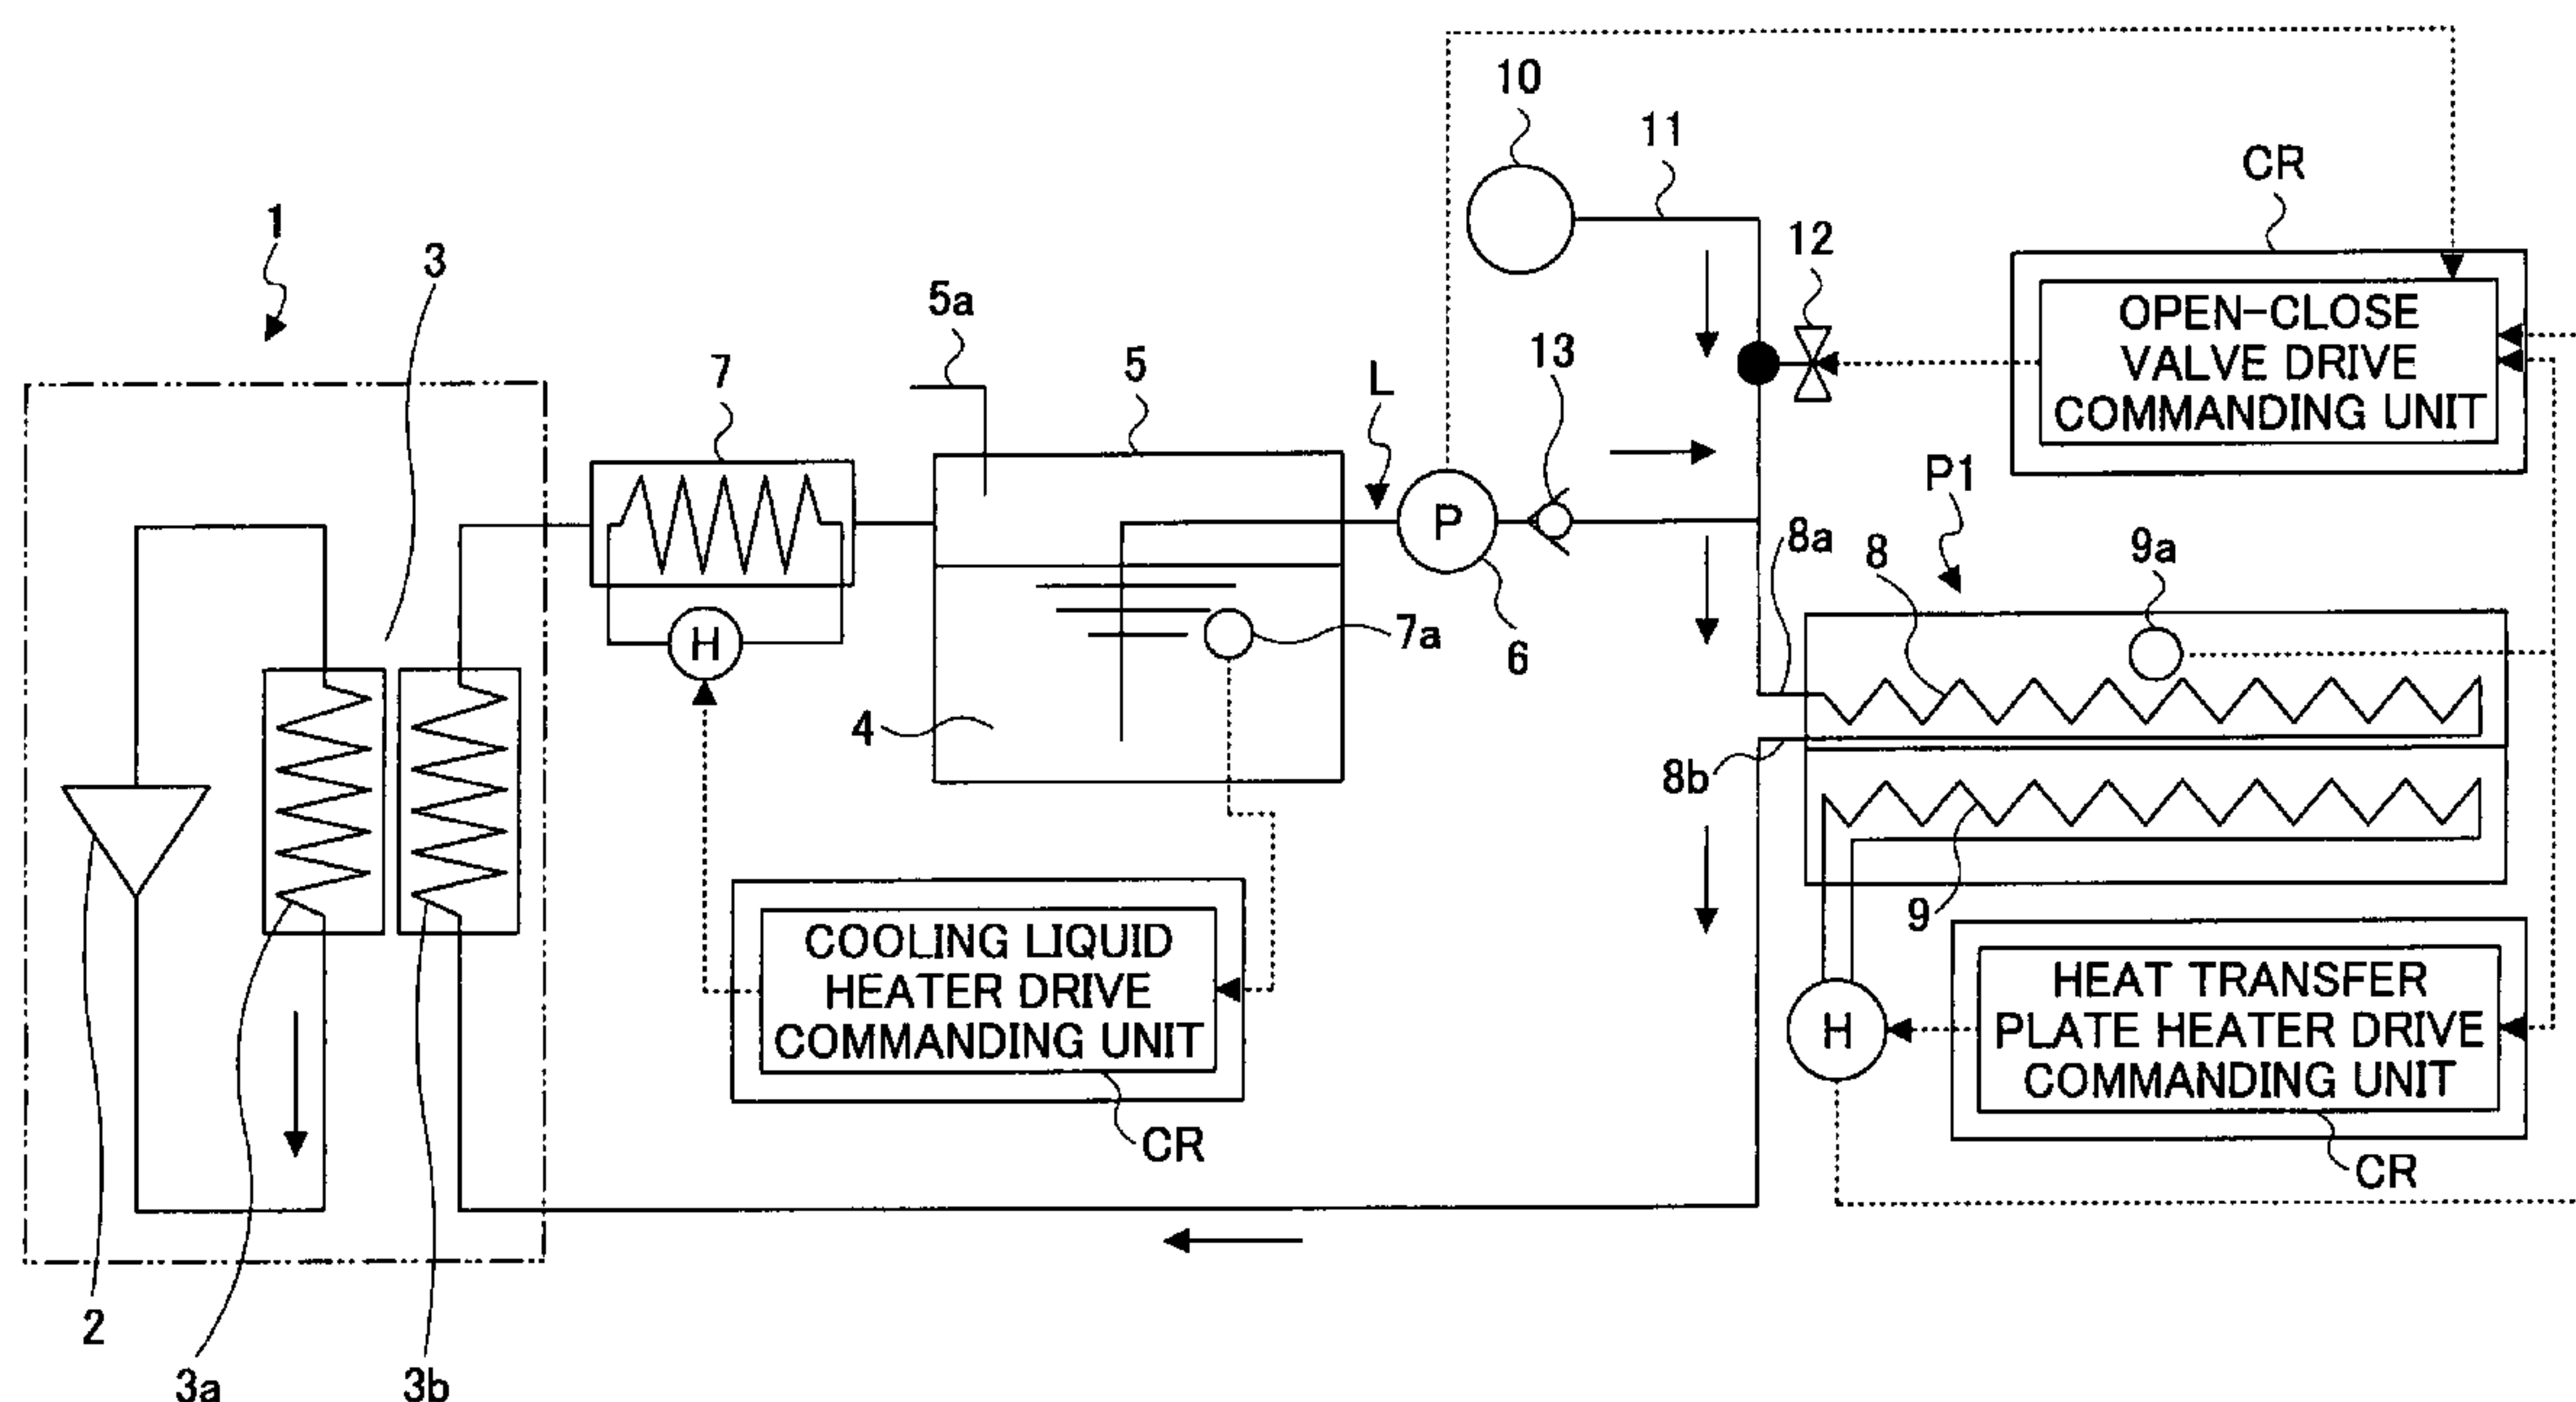 10
11
CR
1
3
12
5a
OPEN-CLOSE
VALVE DRIVE
COMMANDING UNIT
7
5
13
L
P1
P
8a
8
9a
H
7a
6
4
8b
9
COOLING LIQUID
HEATER DRIVE
COMMANDING UNIT
HEAT TRANSFER
PLATE HEATER DRIVE
COMMANDING UNIT
H
CR
CR
2
3a
3b